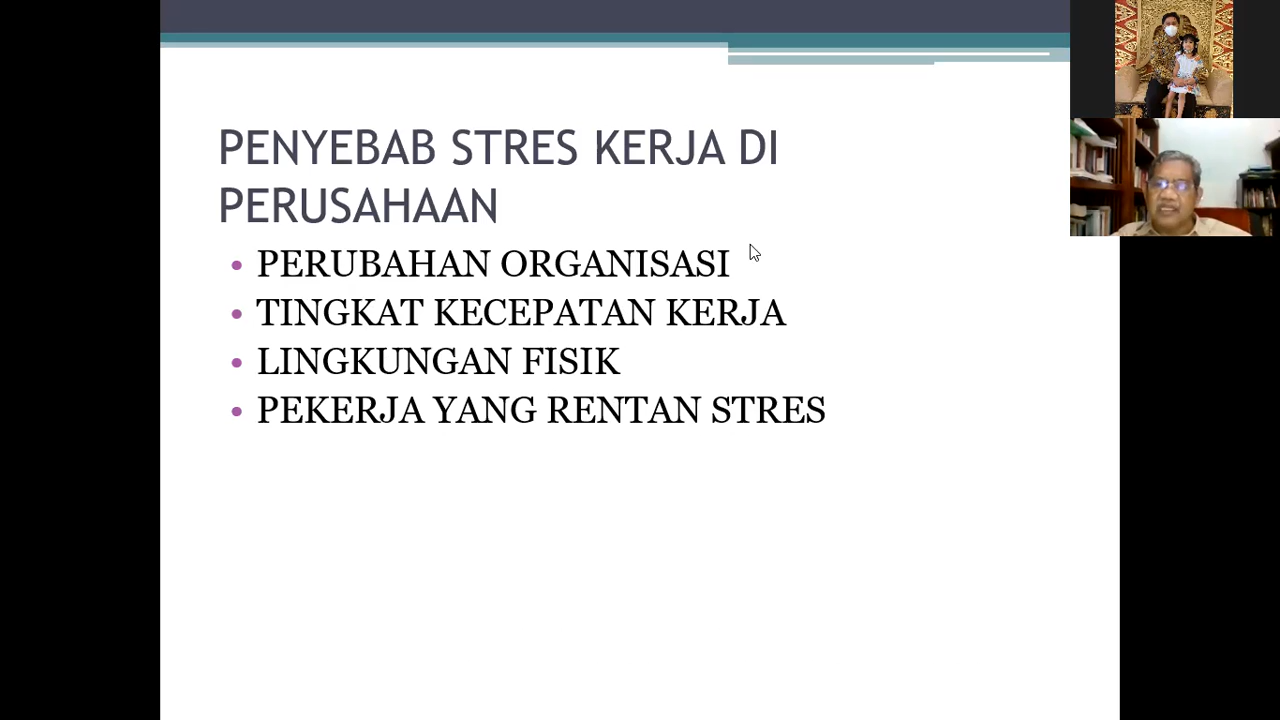 PENYEBAB STRES KERJA DI
PERUSAHAAN
• PERUBAHAN ORGANISASI
• TINGKAT KECEPATAN KERJA
• LINGKUNGAN FISIK
• PEKERJA YANG RENTAN STRES